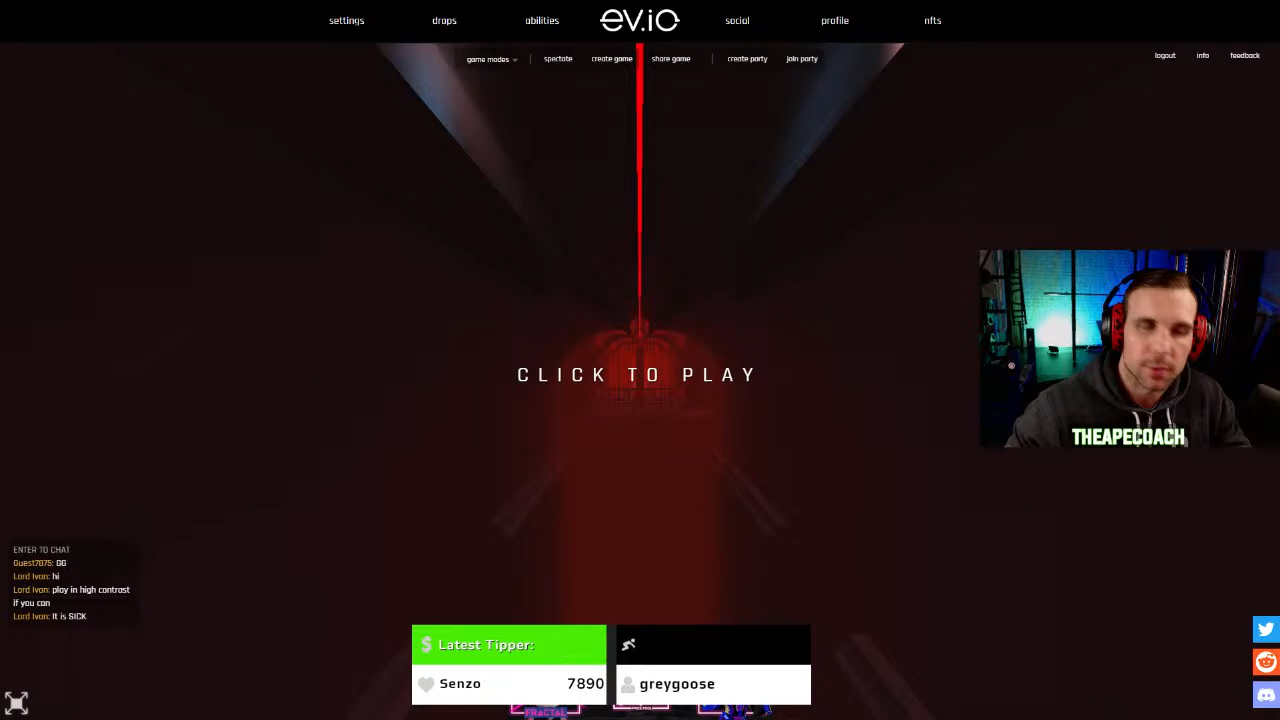 settings drops abilities ev.io social profile nfts
game modes spectate create game share game create party join party
logout info feedback
CLICK TO PLAY
THEAPECOACH
ENTER TO CHAT
Guest7875: GG
Lord Ivan: hi
Lord Ivan: play in high contrast
if you can
Lord Ivan: It is SICK
$ Latest Tipper:
Senzo 7890
greygoose
FRACTAL